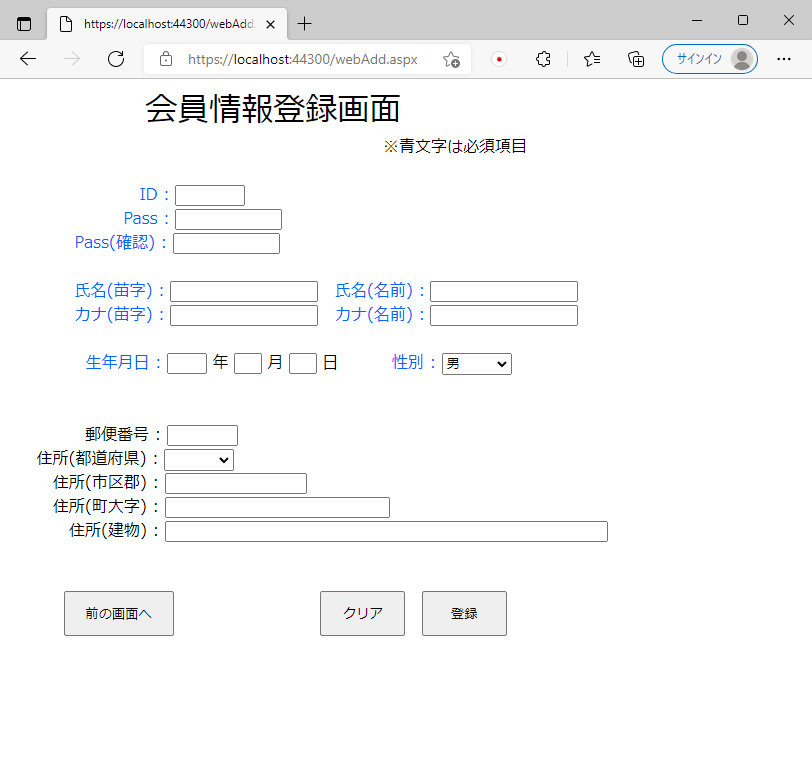 https://localhost:44300/webAdd.
https://localhost:44300/webAdd.aspx
サインイン
会員情報登録画面
※青文字は必須項目
ID：
Pass：
Pass(確認)：
氏名(苗字)： 氏名(名前)：
カナ(苗字)： カナ(名前)：
生年月日： 年 月 日 性別： 男
郵便番号：
住所(都道府県)：
住所(市区郡)：
住所(町大字)：
住所(建物)：
前の画面へ クリア 登録